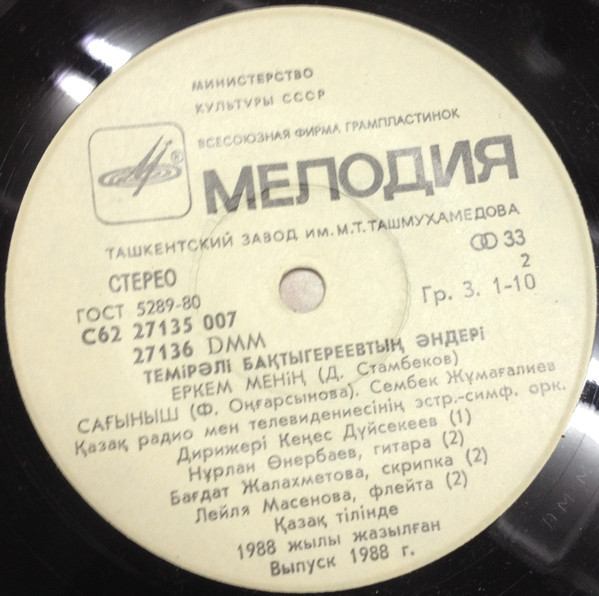 МИНИСТЕРСТВО
КУЛЬТУРЫ СССР
ВСЕСОЮЗНАЯ ФИРМА ГРАМПЛАСТИНОК
МЕЛОДИЯ
®
ТАШКЕНТСКИЙ ЗАВОД ИМ. М.Т. ТАШМУХАМЕДОВА
СТЕРЕО
33
ГОСТ 5289-80
2
С62 27135 007
Гр. 3. 1-10
27136 DMM
ТЕМІРӘЛІ БАҚТЫГЕРЕЕВТЫҢ ӘНДЕРІ
ЕРКЕМ МЕНІҢ (Д. Стамбеков)
САҒЫНЫШ (Ф. Оңғарсынова). Сембек Жұмағалиев
Қазақ радио мен телевидениесінің эстр.-симф. орк.
Дирижері Кеңес Дүйсекеев (1)
Нұрлан Өнербаев, гитара (2)
Бағдат Жалахметова, скрипка (2)
Лейля Масенова, флейта (2)
Қазақ тілінде
1988 жылы жазылған
Выпуск 1988 г.
DMM